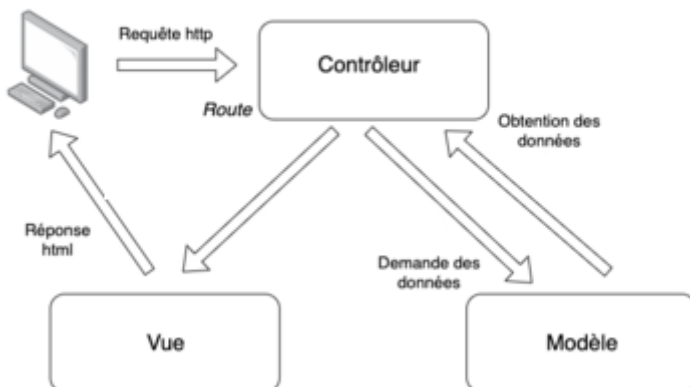 Requête http
Contrôleur
Route
Obtention des
données
Réponse
html
Demande des
données
Vue
Modèle